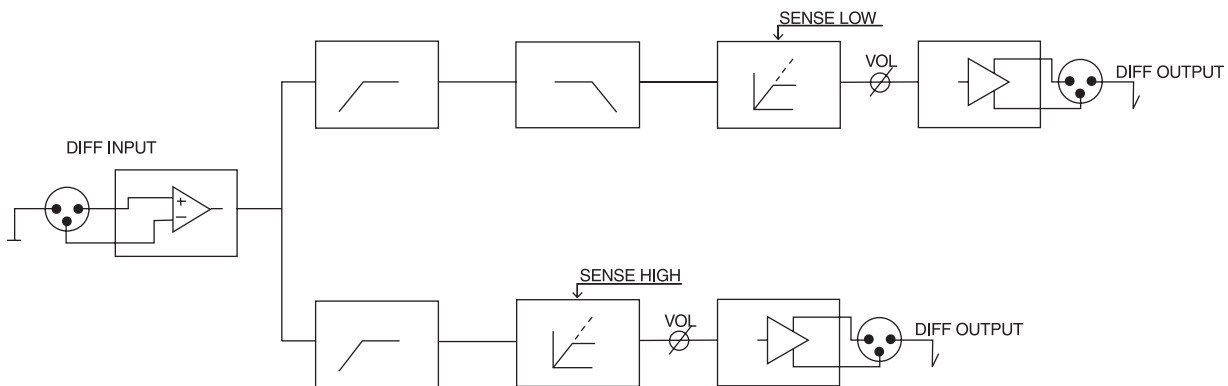 SENSE LOW
VOL
DIFF OUTPUT
DIFF INPUT
+
−
SENSE HIGH
VOL
DIFF OUTPUT